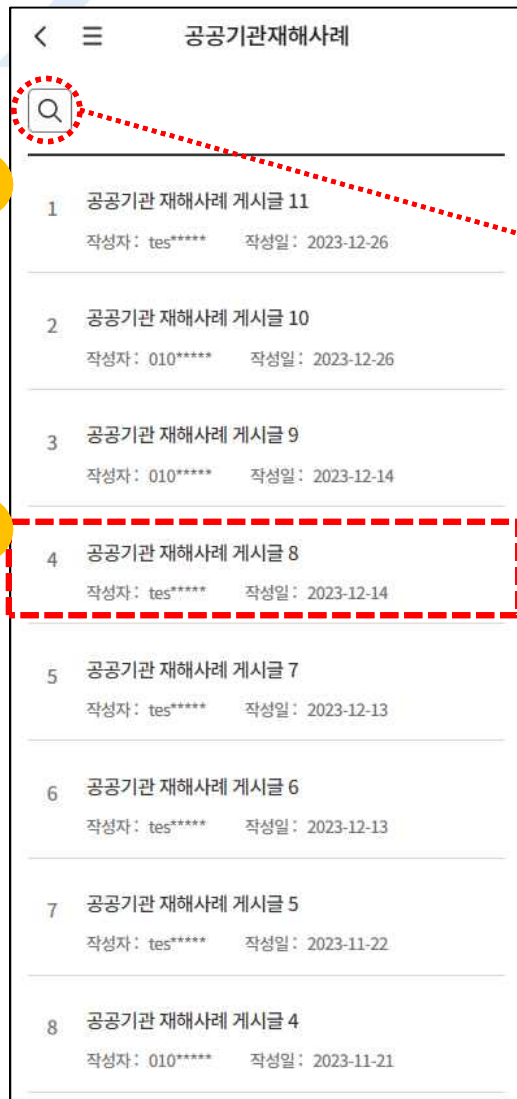 공공기관재해사례
1 공공기관 재해사례 게시글 11
작성자 : tes***** 작성일 : 2023-12-26
2 공공기관 재해사례 게시글 10
작성자 : 010***** 작성일 : 2023-12-26
3 공공기관 재해사례 게시글 9
작성자 : 010***** 작성일 : 2023-12-14
4 공공기관 재해사례 게시글 8
작성자 : tes***** 작성일 : 2023-12-14
5 공공기관 재해사례 게시글 7
작성자 : tes***** 작성일 : 2023-12-13
6 공공기관 재해사례 게시글 6
작성자 : tes***** 작성일 : 2023-12-13
7 공공기관 재해사례 게시글 5
작성자 : tes***** 작성일 : 2023-11-22
8 공공기관 재해사례 게시글 4
작성자 : 010***** 작성일 : 2023-11-21